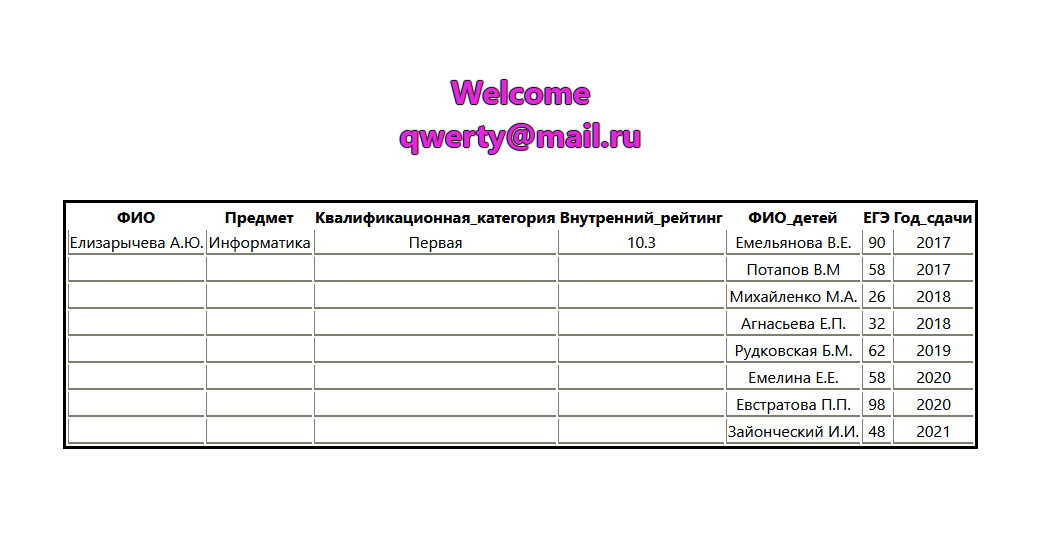 Welcome
qwerty@mail.ru
ФИО Предмет Квалификационная_категория Внутренний_рейтинг ФИО_детей ЕГЭ Год_сдачи
Елизарычева А.Ю. Информатика Первая 10.3 Емельянова В.Е. 90 2017
Потапов В.М 58 2017
Михайленко М.А. 26 2018
Агнасьева Е.П. 32 2018
Рудковская Б.М. 62 2019
Емелина Е.Е. 58 2020
Евстратова П.П. 98 2020
Зайончеcкий И.И. 48 2021